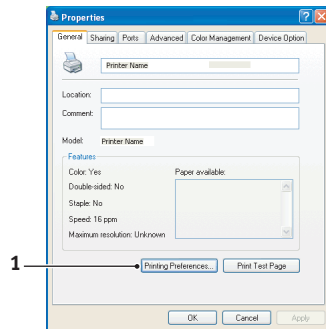 Properties
General Sharing Ports Advanced Color Management Device Option
Printer Name
Location:
Comment:
Model: Printer Name
Features
Color: Yes
Paper available:
Double-sided: No
Staple: No
Speed: 16 ppm
Maximum resolution: Unknown
1
Printing Preferences... Print Test Page
OK Cancel Apply